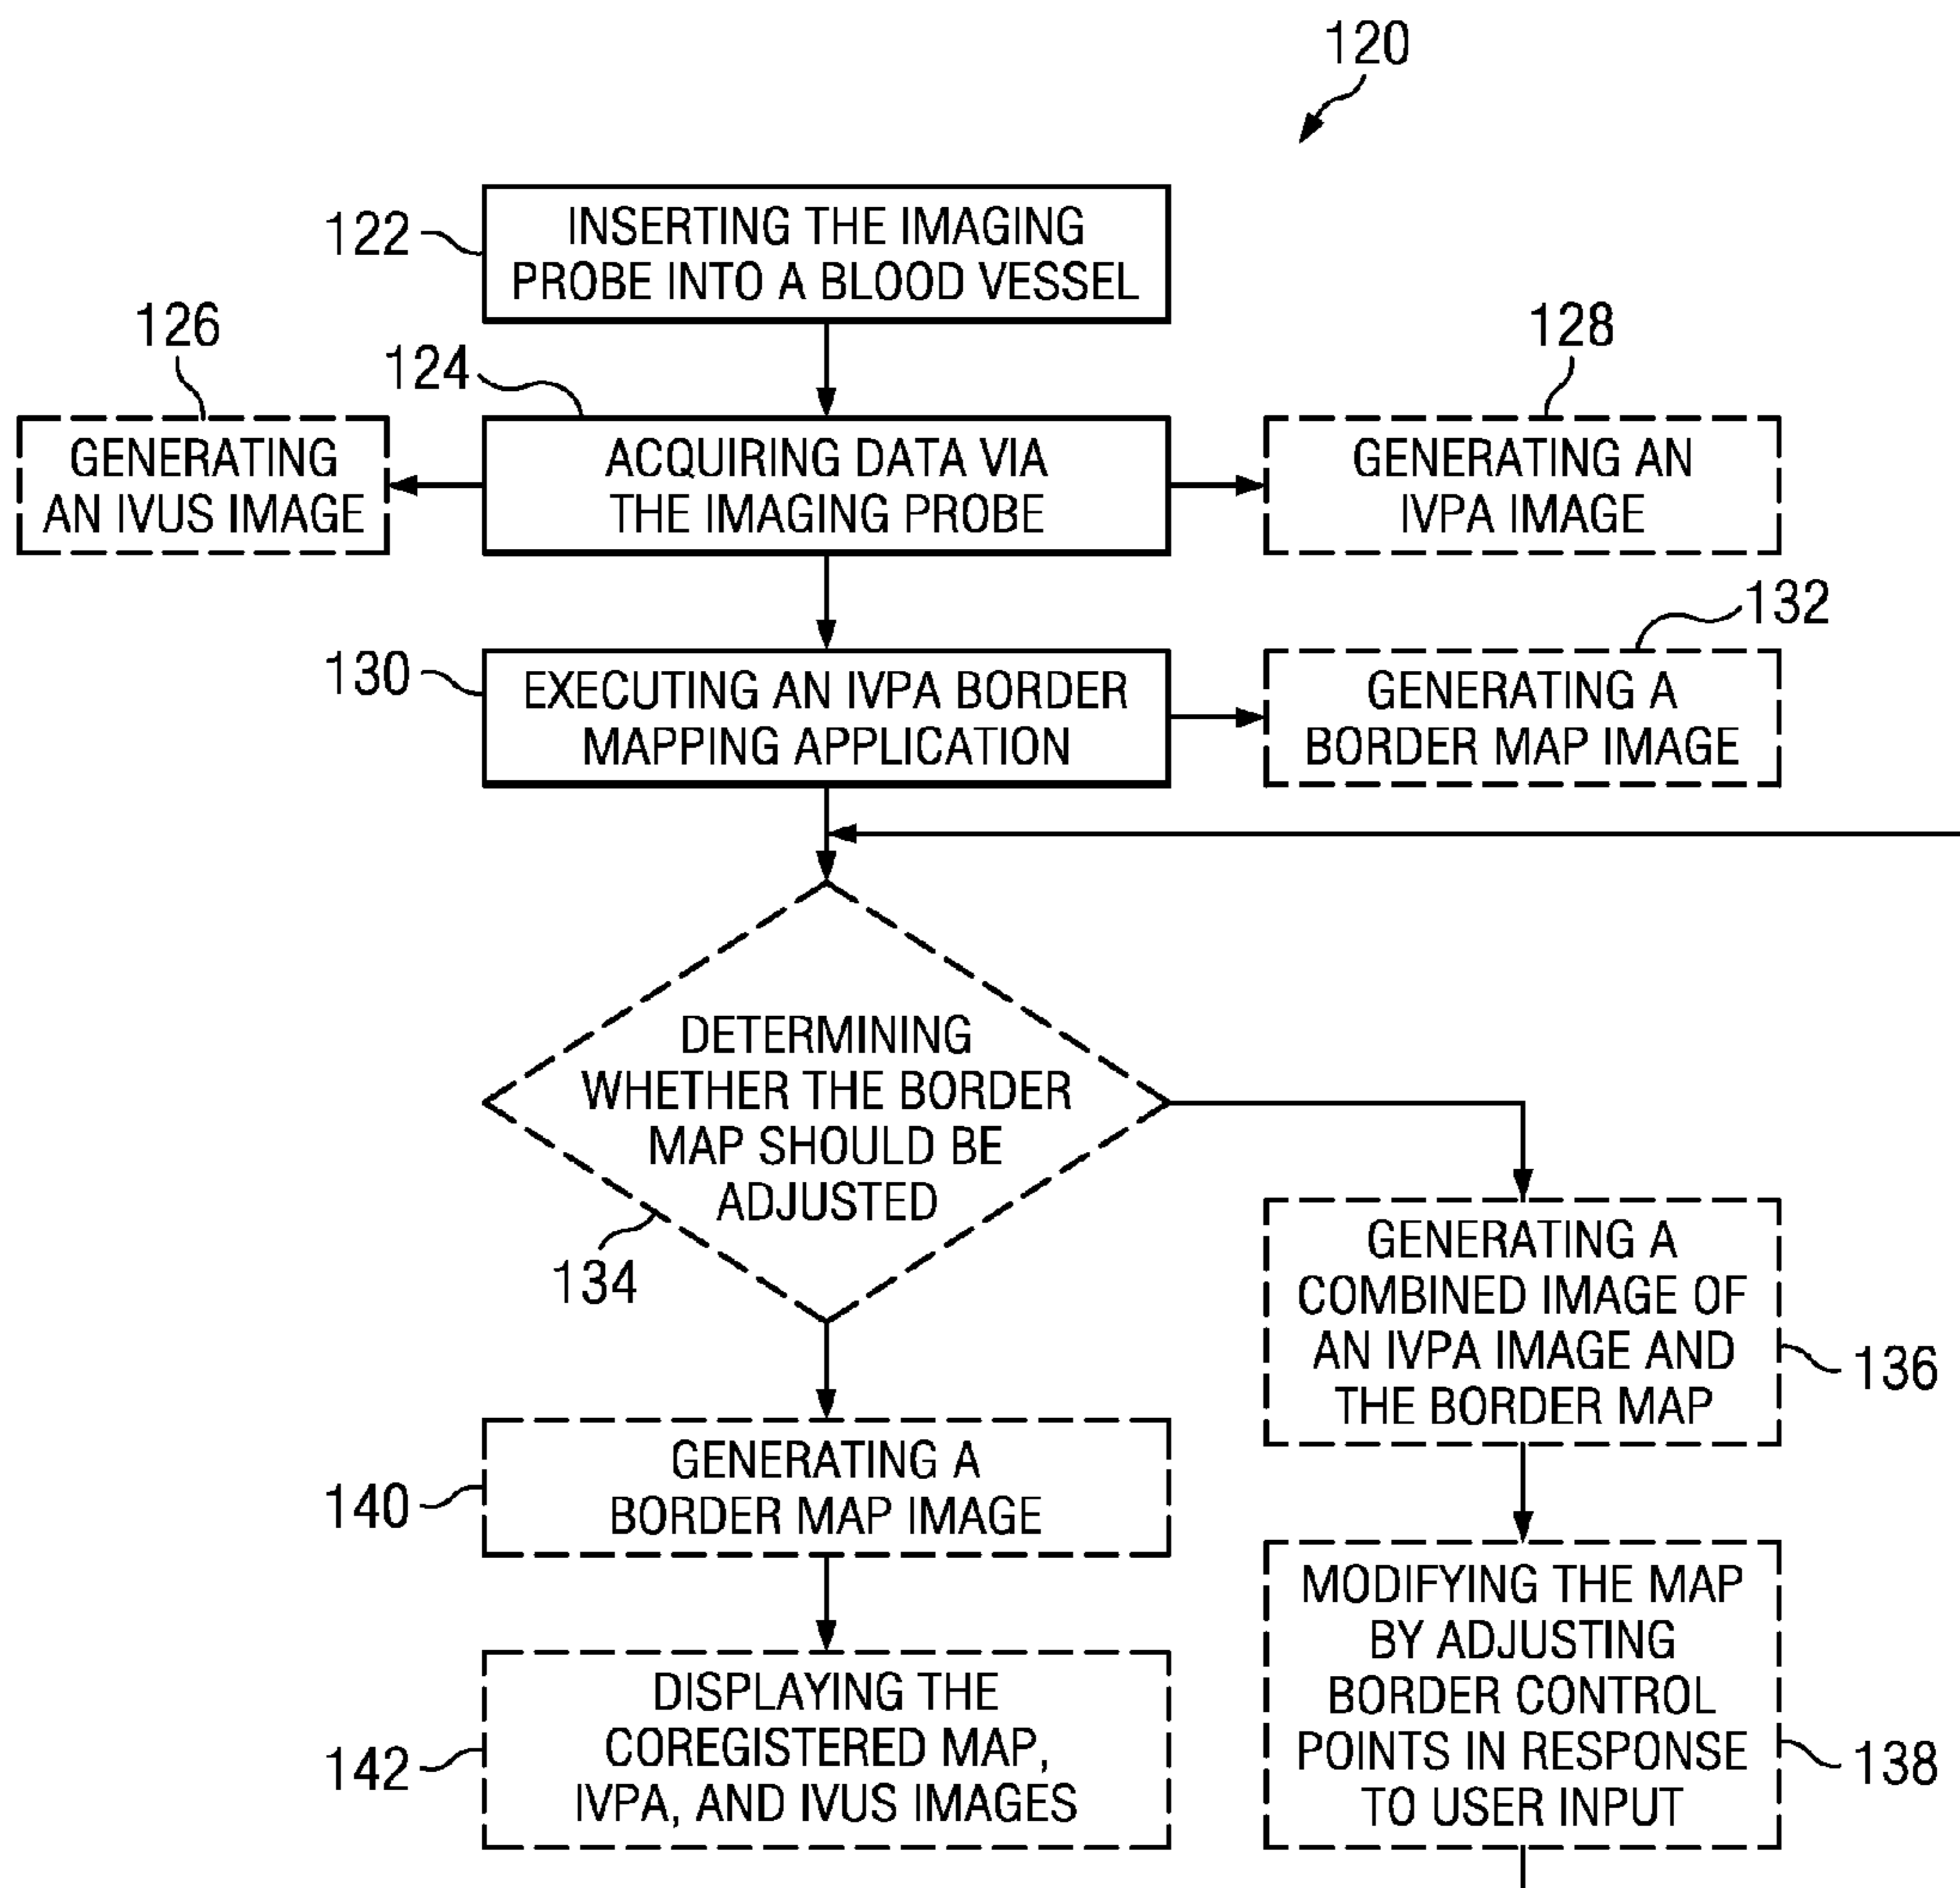 120
122
INSERTING THE IMAGING
PROBE INTO A BLOOD VESSEL
126
124
128
GENERATING
AN IVUS IMAGE
ACQUIRING DATA VIA
THE IMAGING PROBE
GENERATING AN
IVPA IMAGE
132
130
EXECUTING AN IVPA BORDER
MAPPING APPLICATION
GENERATING A
BORDER MAP IMAGE
DETERMINING
WHETHER THE BORDER
MAP SHOULD BE
ADJUSTED
134
GENERATING A
COMBINED IMAGE OF
AN IVPA IMAGE AND
THE BORDER MAP
136
140
GENERATING A
BORDER MAP IMAGE
MODIFYING THE MAP
BY ADJUSTING
BORDER CONTROL
POINTS IN RESPONSE
TO USER INPUT
138
142
DISPLAYING THE
COREGISTERED MAP,
IVPA, AND IVUS IMAGES